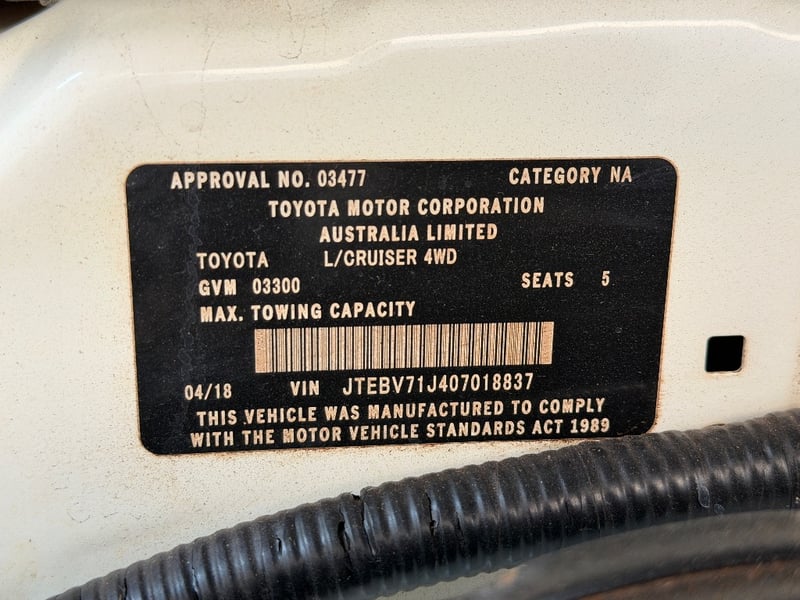 APPROVAL NO. 03477 CATEGORY NA
TOYOTA MOTOR CORPORATION
AUSTRALIA LIMITED
TOYOTA L/CRUISER 4WD
GVM 03300 SEATS 5
MAX. TOWING CAPACITY
04/18 VIN JTEBV71J407018837
THIS VEHICLE WAS MANUFACTURED TO COMPLY
WITH THE MOTOR VEHICLE STANDARDS ACT 1989